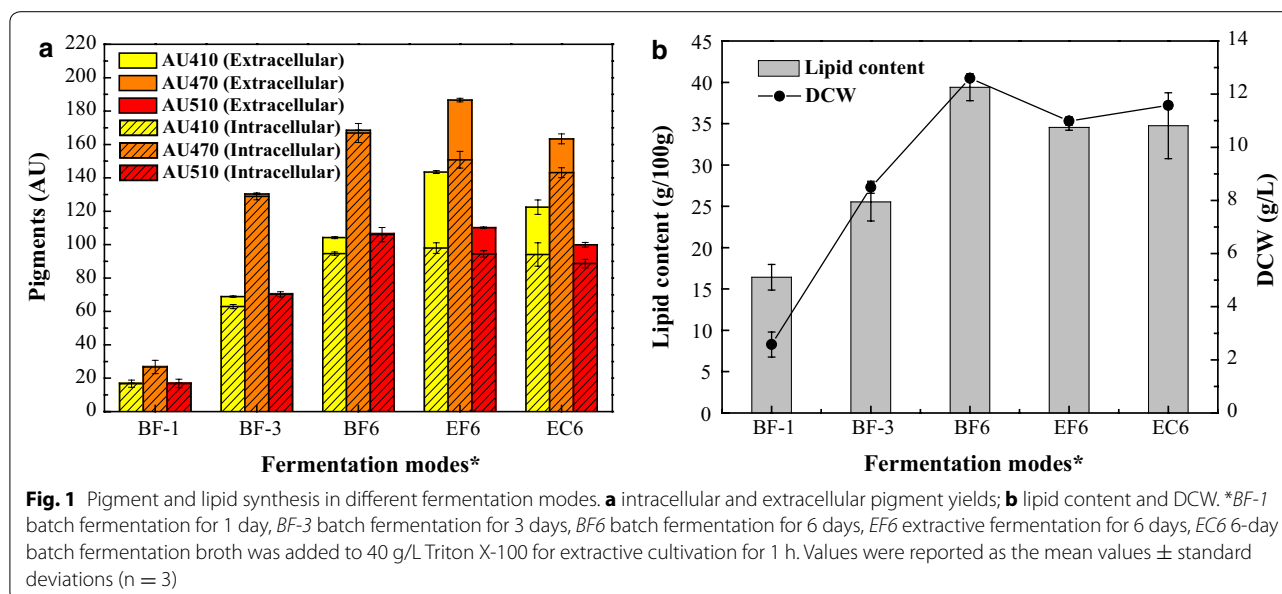 a
220
200
180
160
140
120
100
80
60
40
20
0
Pigments (AU)
AU410 (Extracellular)
AU470 (Extracellular)
AU510 (Extracellular)
AU410 (Intracellular)
AU470 (Intracellular)
AU510 (Intracellular)
BF-1 BF-3 BF6 EF6 EC6
Fermentation modes*
b
45
40
35
30
25
20
15
10
5
0
Lipid content (g/100g)
Lipid content
DCW
14
12
10
8
6
4
2
0
DCW (g/L)
BF-1 BF-3 BF6 EF6 EC6
Fermentation modes*
Fig. 1 Pigment and lipid synthesis in different fermentation modes. a intracellular and extracellular pigment yields; b lipid content and DCW. *BF-1
batch fermentation for 1 day, BF-3 batch fermentation for 3 days, BF6 batch fermentation for 6 days, EF6 extractive fermentation for 6 days, EC6 6-day
batch fermentation broth was added to 40 g/L Triton X-100 for extractive cultivation for 1 h. Values were reported as the mean values ± standard
deviations (n = 3)